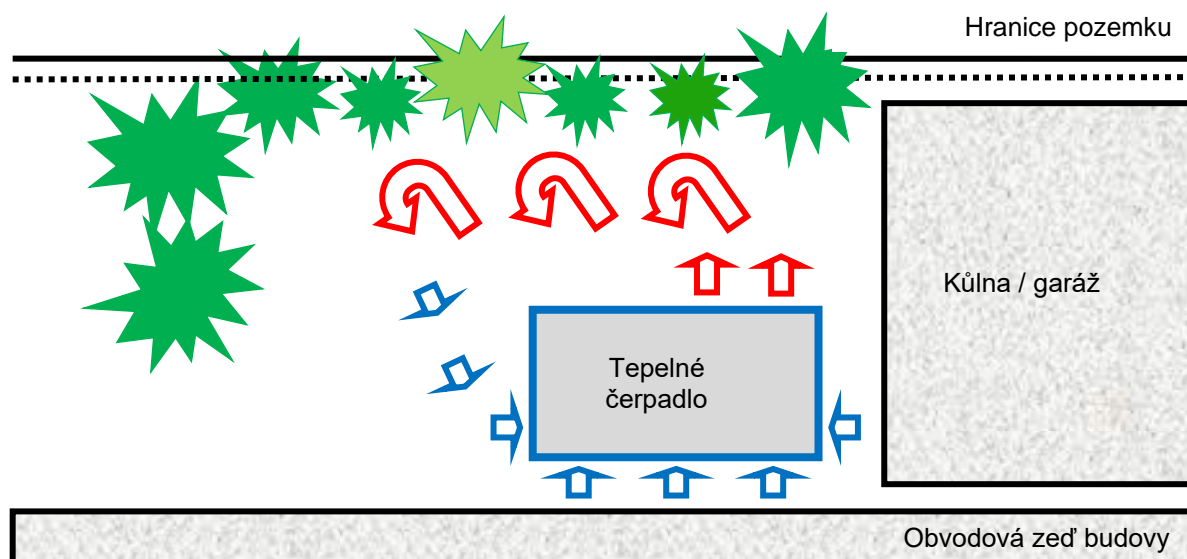 Hranice pozemku
Kůlna / garáž
Tepelné
čerpadlo
Obvodová zeď budovy